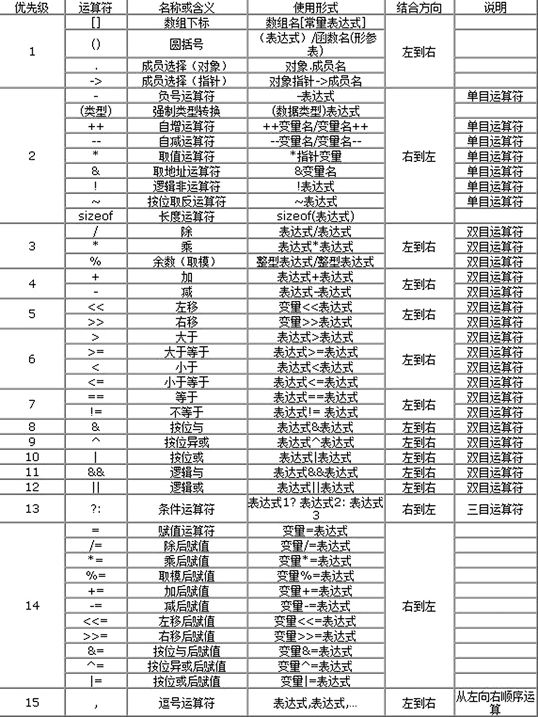 优先级 运算符 名称或含义 使用形式 结合方向 说明
1 [] 数组下标 数组名[常量表达式] 左到右
() 圆括号 （表达式）/函数名(形参
表)
. 成员选择（对象） 对象.成员名
-> 成员选择（指针） 对象指针->成员名
2 - 负号运算符 -表达式 右到左 单目运算符
(类型) 强制类型转换 (数据类型)表达式
++ 自增运算符 ++变量名/变量名++ 单目运算符
-- 自减运算符 --变量名/变量名-- 单目运算符
* 取值运算符 *指针变量 单目运算符
& 取地址运算符 &变量名 单目运算符
! 逻辑非运算符 !表达式 单目运算符
~ 按位取反运算符 ~表达式 单目运算符
sizeof 长度运算符 sizeof(表达式)
3 / 除 表达式/表达式 左到右 双目运算符
* 乘 表达式*表达式 双目运算符
% 余数（取模） 整型表达式/整型表达式 双目运算符
4 + 加 表达式+表达式 左到右 双目运算符
- 减 表达式-表达式 双目运算符
5 << 左移 变量<<表达式 左到右 双目运算符
>> 右移 变量>>表达式 双目运算符
6 > 大于 表达式>表达式 左到右 双目运算符
>= 大于等于 表达式>=表达式 双目运算符
< 小于 表达式<表达式 双目运算符
<= 小于等于 表达式<=表达式 双目运算符
7 == 等于 表达式==表达式 左到右 双目运算符
!= 不等于 表达式!= 表达式 双目运算符
8 & 按位与 表达式&表达式 左到右 双目运算符
9 ^ 按位异或 表达式^表达式 左到右 双目运算符
10 | 按位或 表达式|表达式 左到右 双目运算符
11 && 逻辑与 表达式&&表达式 左到右 双目运算符
12 || 逻辑或 表达式||表达式 左到右 双目运算符
13 ?: 条件运算符 表达式1? 表达式2: 表达式
3 右到左 三目运算符
14 = 赋值运算符 变量=表达式 右到左
/= 除后赋值 变量/=表达式
*= 乘后赋值 变量*=表达式
%= 取模后赋值 变量%=表达式
+= 加后赋值 变量+=表达式
-= 减后赋值 变量-=表达式
<<= 左移后赋值 变量<<=表达式
>>= 右移后赋值 变量>>=表达式
&= 按位与后赋值 变量&=表达式
^= 按位异或后赋值 变量^=表达式
|= 按位或后赋值 变量|=表达式
15 , 逗号运算符 表达式,表达式,... 左到右 从左向右顺序运
算